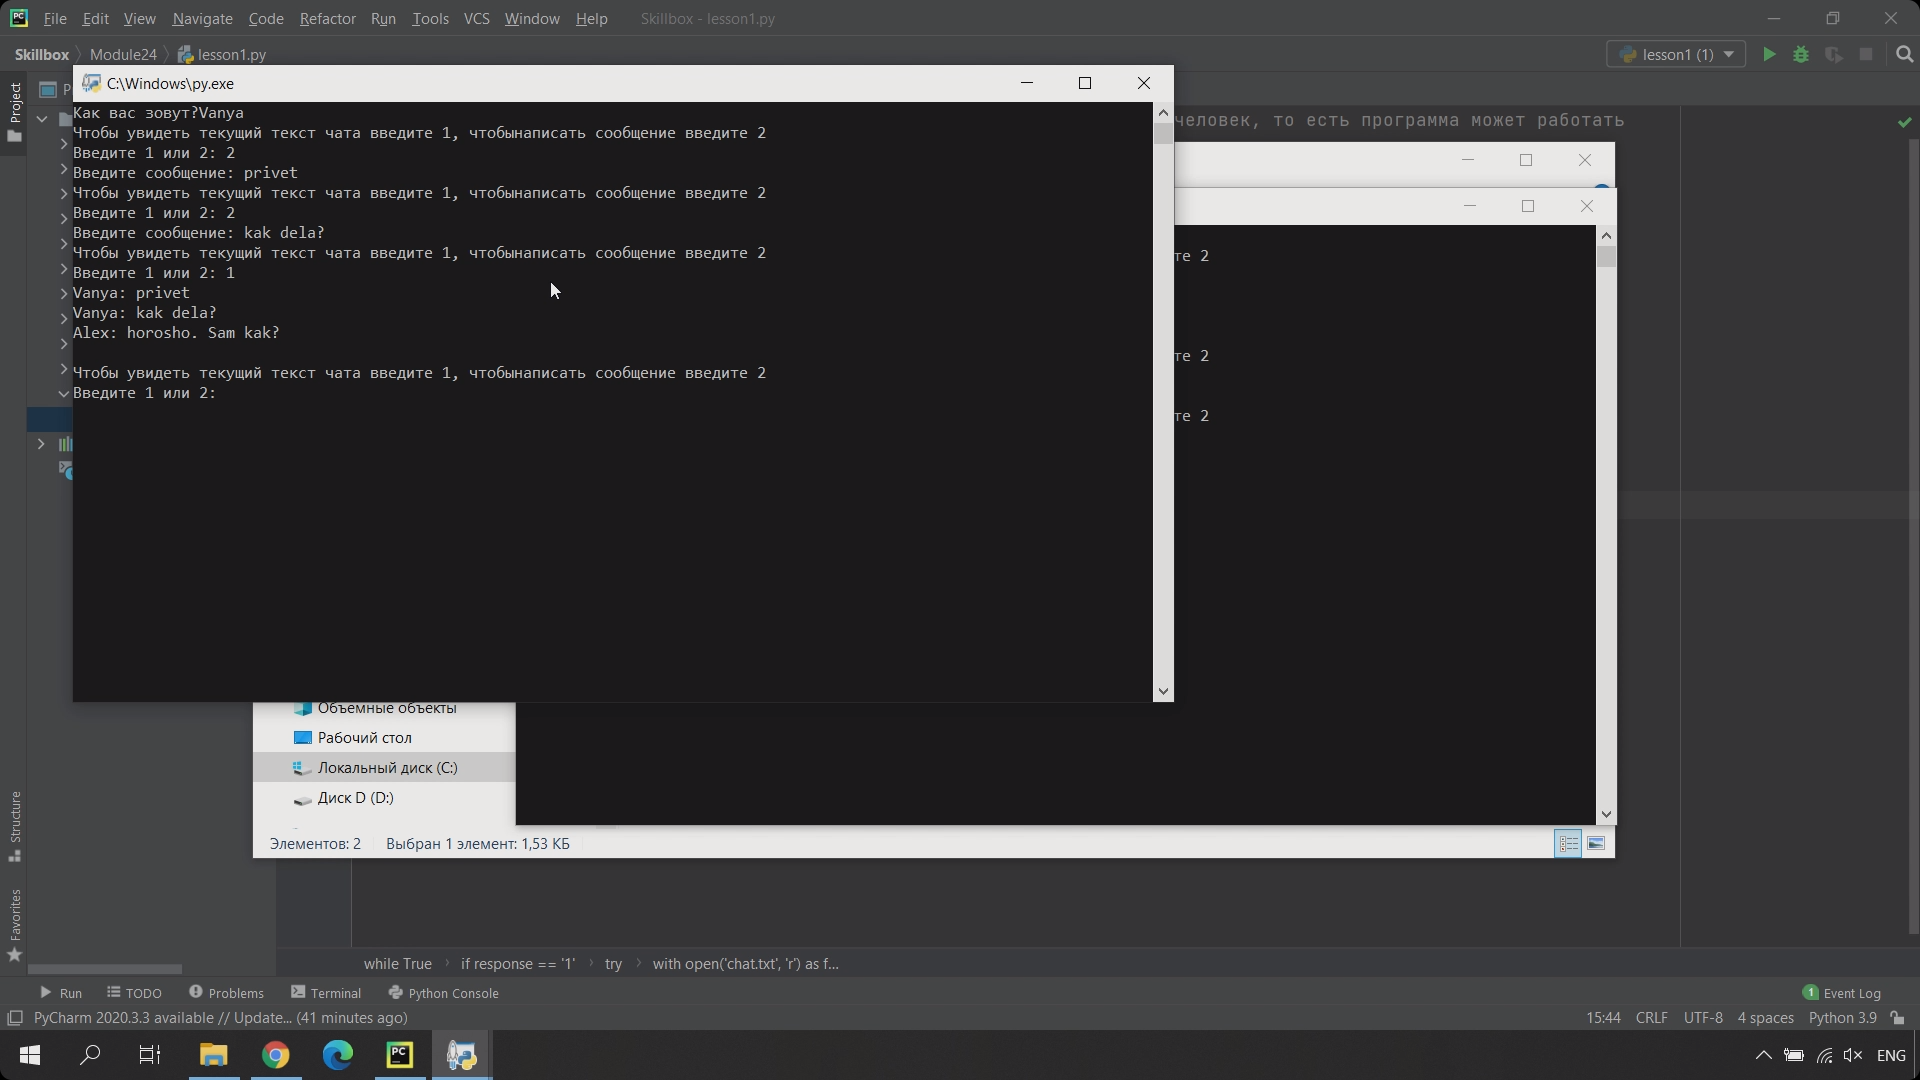 File Edit View Navigate Code Refactor Run Tools VCS Window Help Skillbox - lesson1.py
Skillbox Module24 lesson1.py lesson1 (1)
C:\Windows\py.exe
Project
человек, то есть программа может работать
Как вас зовут?Vanya
Чтобы увидеть текущий текст чата введите 1, чтобынаписать сообщение введите 2
Введите 1 или 2: 2
Введите сообщение: privet
Чтобы увидеть текущий текст чата введите 1, чтобынаписать сообщение введите 2
Введите 1 или 2: 2
Введите сообщение: kak dela?
Чтобы увидеть текущий текст чата введите 1, чтобынаписать сообщение введите 2
Введите 1 или 2: 1
Vanya: privet
Vanya: kak dela?
Alex: horosho. Sam kak?
Чтобы увидеть текущий текст чата введите 1, чтобынаписать сообщение введите 2
Введите 1 или 2:
те 2
те 2
те 2
Объемные объекты
Рабочий стол
Локальный диск (C:)
Диск D (D:)
Элементов: 2 Выбран 1 элемент: 1,53 КБ
Structure
Favorites
while True if response == '1' try with open('chat.txt', 'r') as f...
Run TODO Problems Terminal Python Console 1 Event Log
PyCharm 2020.3.3 available // Update... (41 minutes ago) 15:44 CRLF UTF-8 4 spaces Python 3.9
ENG